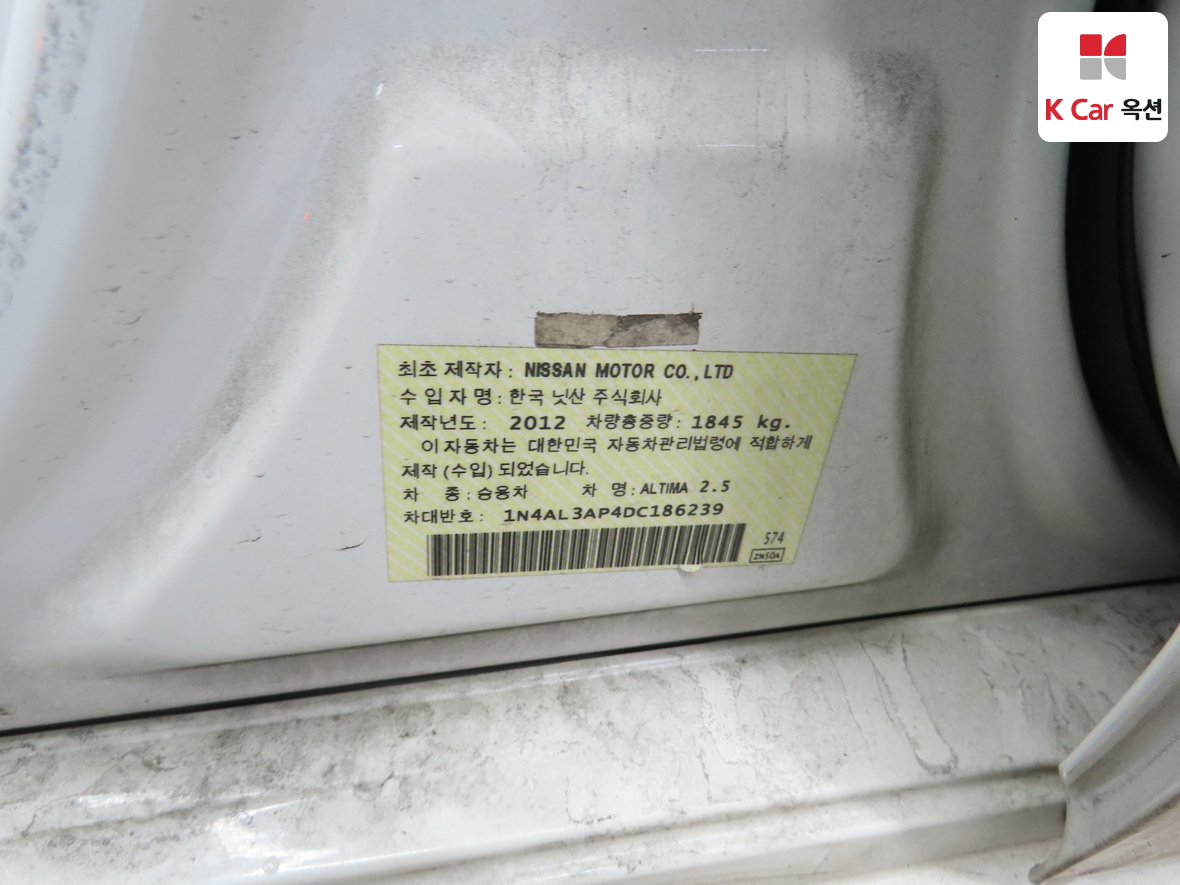 K Car 옥션
최초 제작자 : NISSAN MOTOR CO.,LTD
수 입 자 명 : 한국 닛산 주식회사
제작년도 : 2012 차량총중량 : 1845 kg.
이 자동차는 대한민국 자동차관리법령에 적합하게
제작 (수입) 되었습니다.
차 종 : 승용차 차 명 : ALTIMA 2.5
차대번호 : 1N4AL3AP4DC186239
574
ZN50A